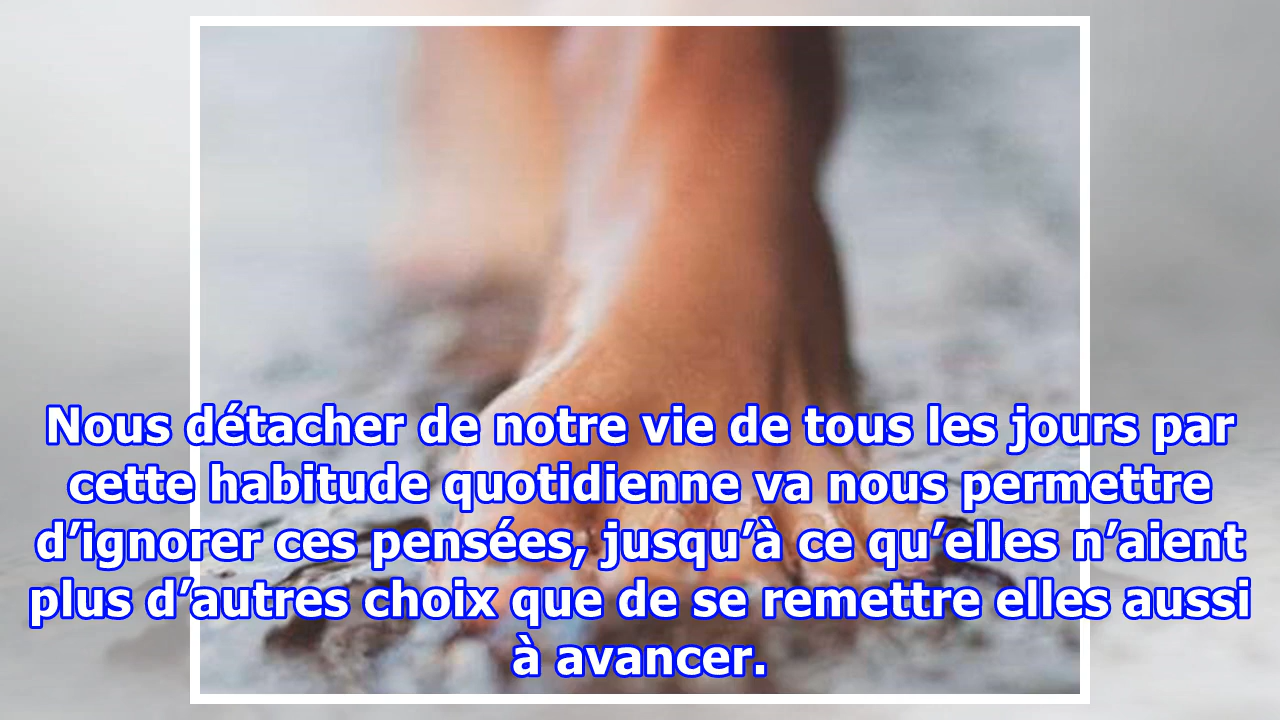 Nous détacher de notre vie de tous les jours par
cette habitude quotidienne va nous permettre
d’ignorer ces pensées, jusqu’à ce qu’elles n’aient
plus d’autres choix que de se remettre elles aussi
à avancer.